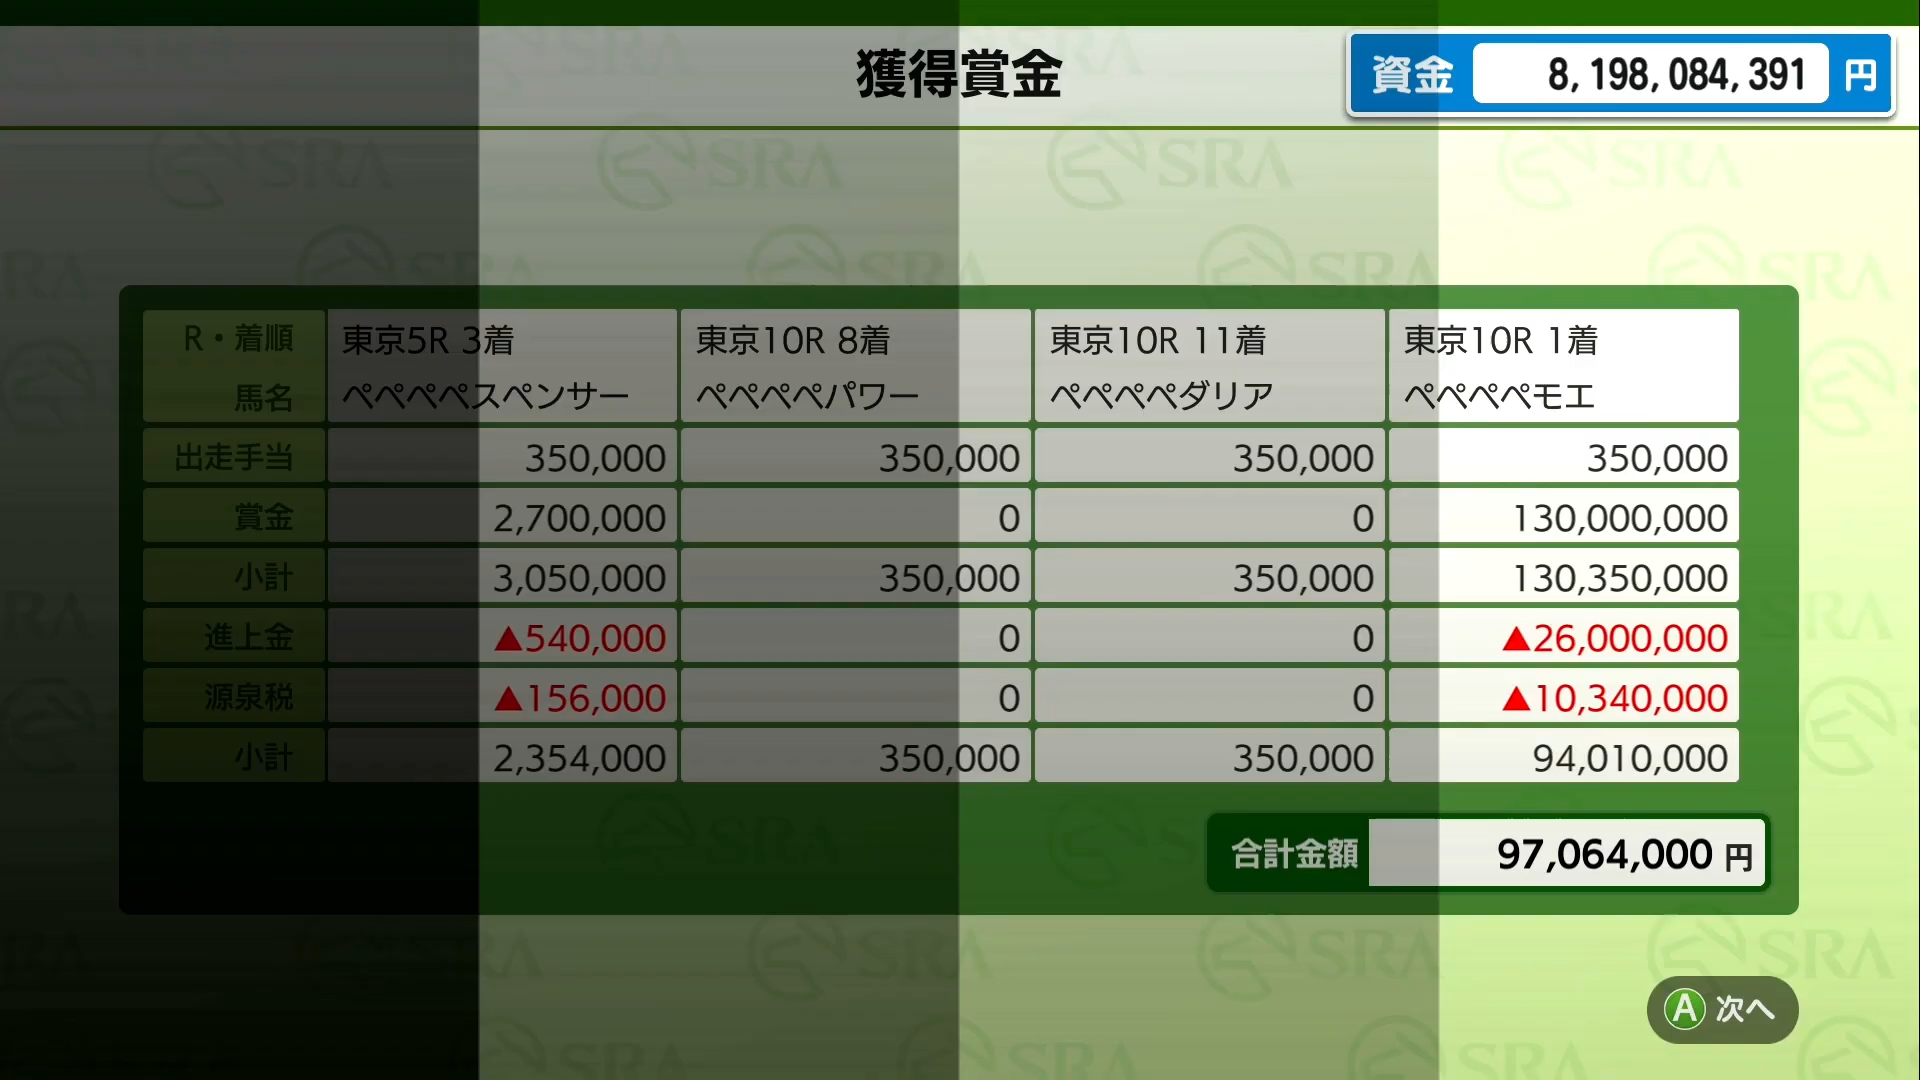 獲得賞金
資金 8,198,084,391 円
R・着順 東京5R 3着 東京10R 8着 東京10R 11着 東京10R 1着
馬名 ペペペペスペンサー ペペペペパワー ペペペペダリア ペペペペモエ
出走手当 350,000 350,000 350,000 350,000
賞金 2,700,000 0 0 130,000,000
小計 3,050,000 350,000 350,000 130,350,000
進上金 ▲540,000 0 0 ▲26,000,000
源泉税 ▲156,000 0 0 ▲10,340,000
小計 2,354,000 350,000 350,000 94,010,000
合計金額 97,064,000 円
A 次へ
SRA